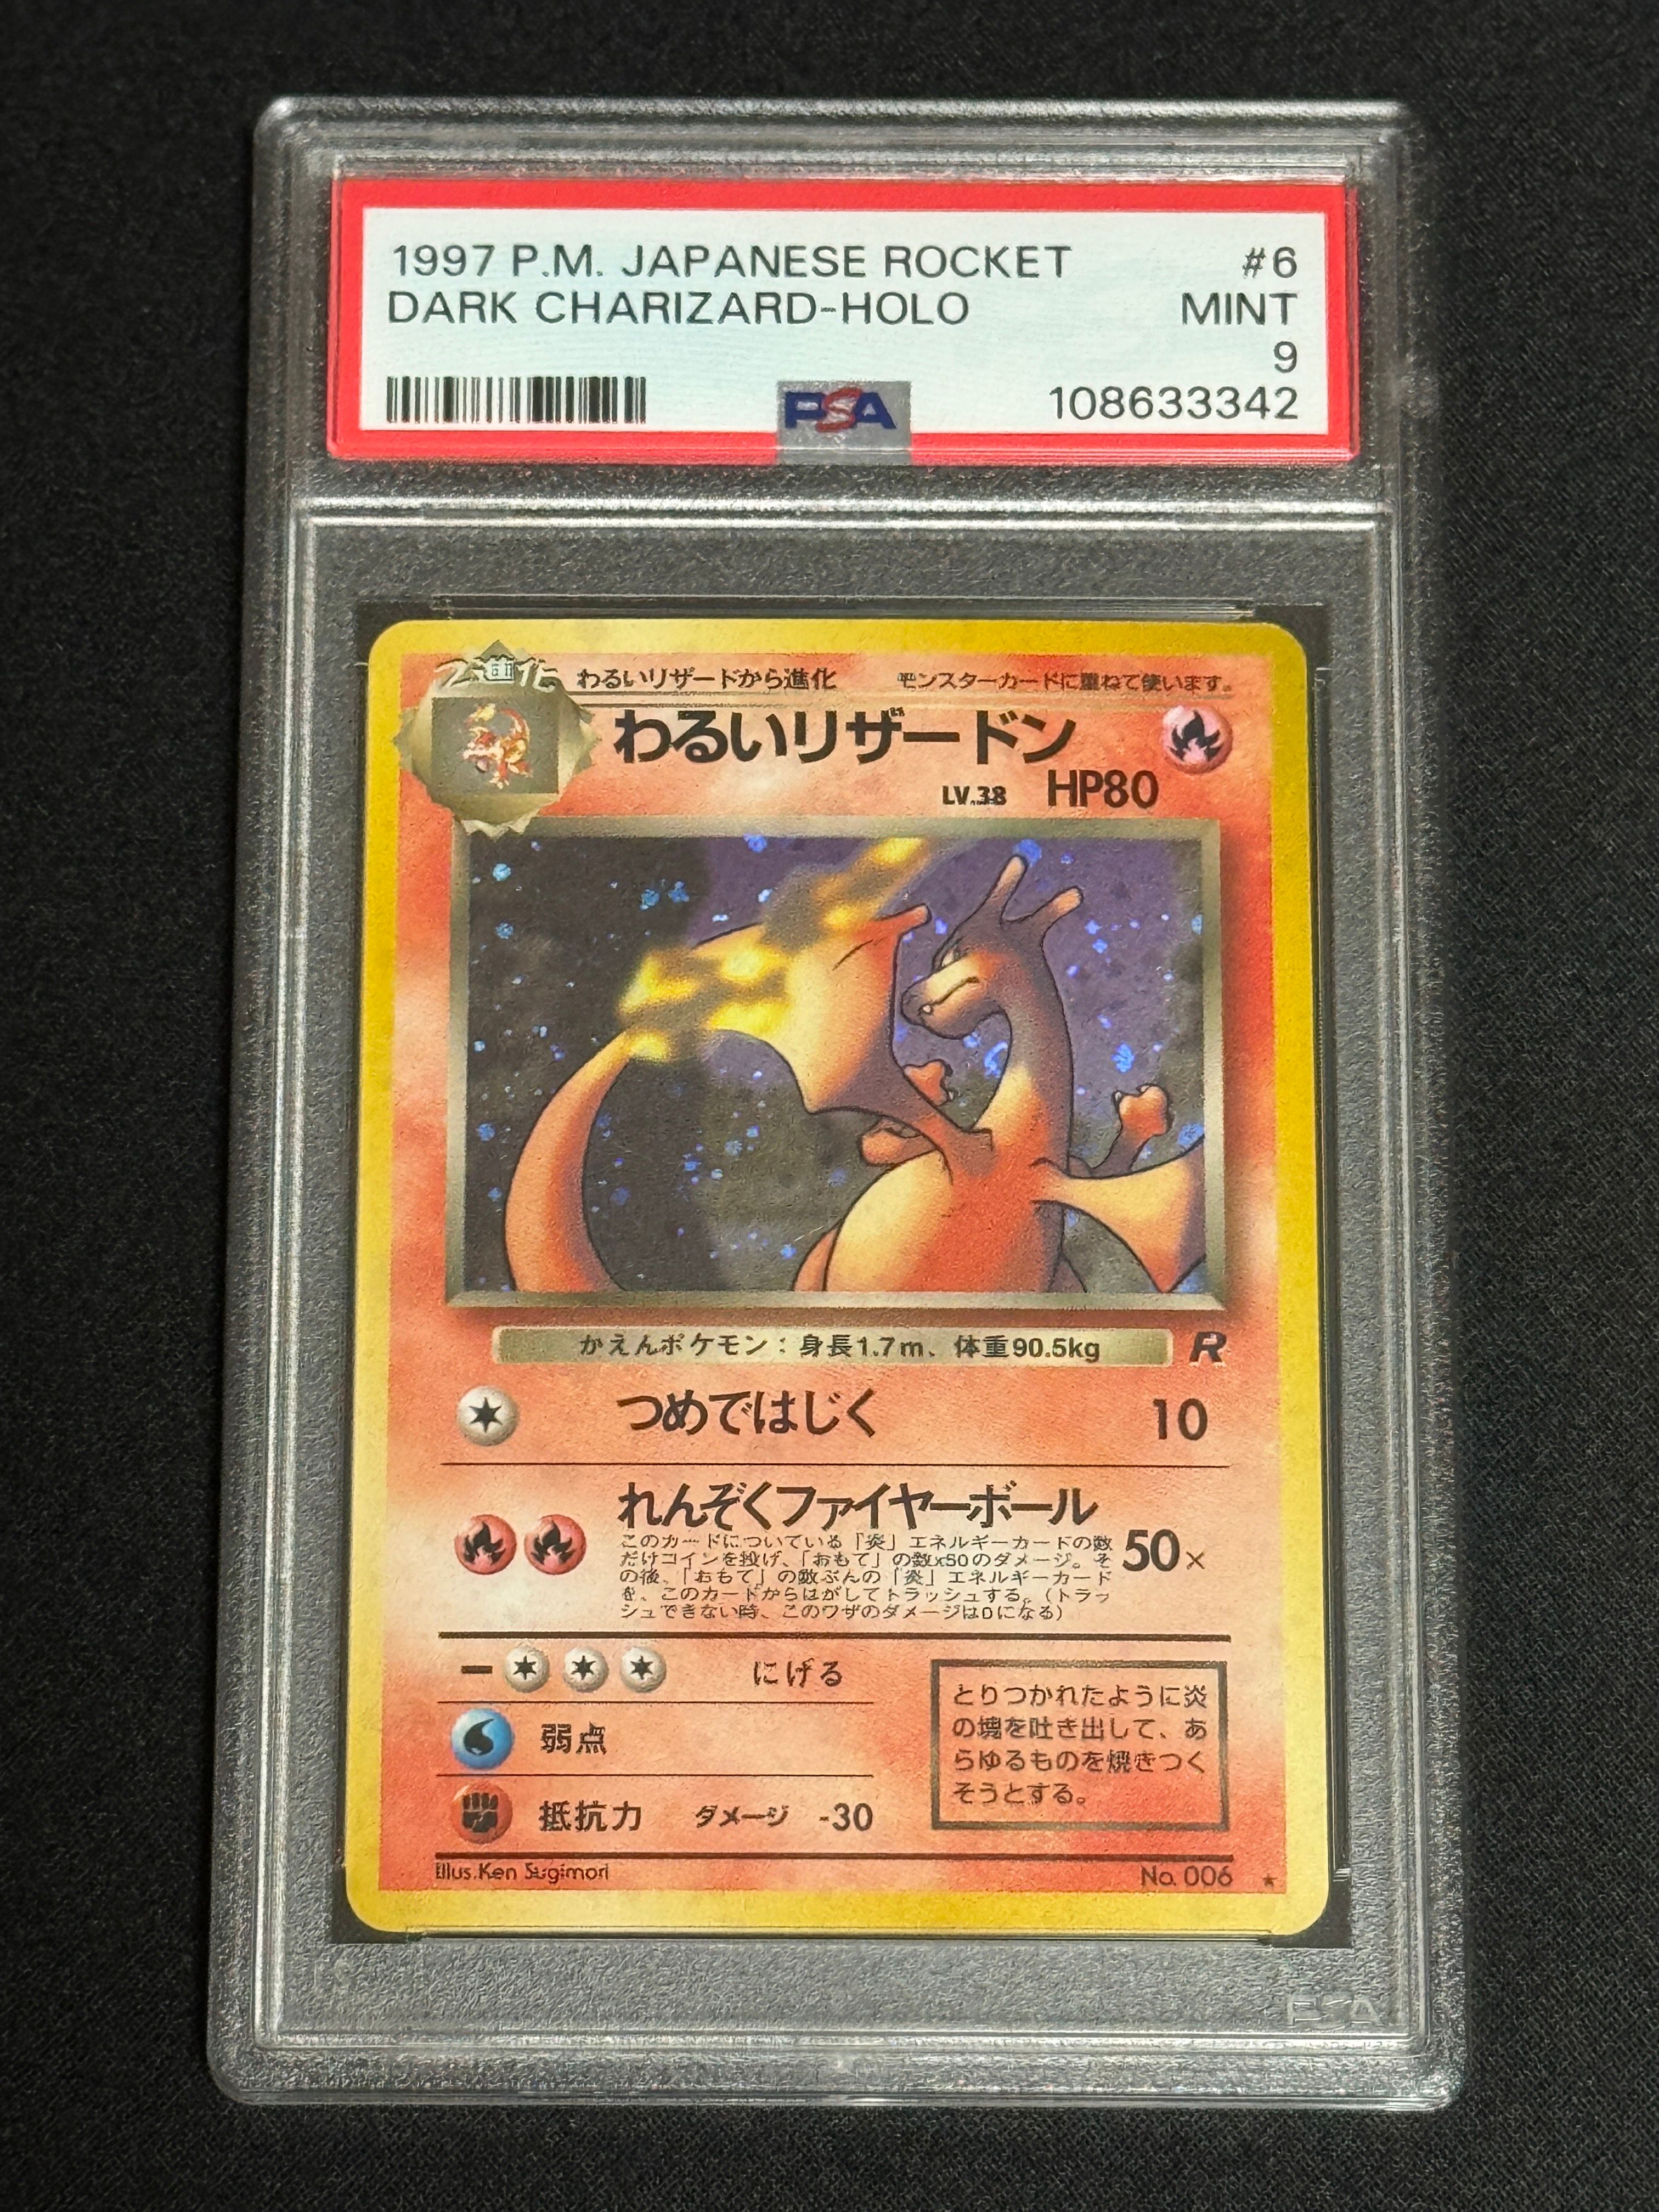 1997 P.M. JAPANESE ROCKET #6
DARK CHARIZARD-HOLO MINT
9
PSA 108633342
2進化 わるいリザードから進化 モンスターカードに重ねて使います。
わるいリザードン
LV.38 HP80
かえんポケモン：身長1.7m、体重90.5kg R
つめではじく 10
れんぞくファイヤーボール
このカードについている「炎」エネルギーカードの数
だけコインを投げ、「おもて」の数x50のダメージ。そ
の後、「おもて」の数ぶんの「炎」エネルギーカード
を、このカードからはがしてトラッシュする。（トラッ
シュできない時、このワザのダメージは0になる）
50×
にげる
弱点
抵抗力 ダメージ -30
とりつかれたように炎
の塊を吐き出して、あ
らゆるものを焼きつく
そうとする。
Illus.Ken Sugimori No. 006 ★
PSA